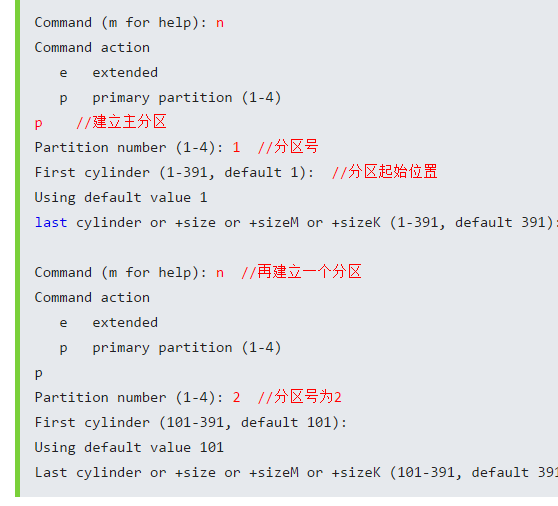 Command (m for help): n
Command action
e   extended
p   primary partition (1-4)
p    //建立主分区
Partition number (1-4): 1  //分区号
First cylinder (1-391, default 1):  //分区起始位置
Using default value 1
last cylinder or +size or +sizeM or +sizeK (1-391, default 391):
Command (m for help): n  //再建立一个分区
Command action
e   extended
p   primary partition (1-4)
p
Partition number (1-4): 2  //分区号为2
First cylinder (101-391, default 101):
Using default value 101
Last cylinder or +size or +sizeM or +sizeK (101-391, default 391